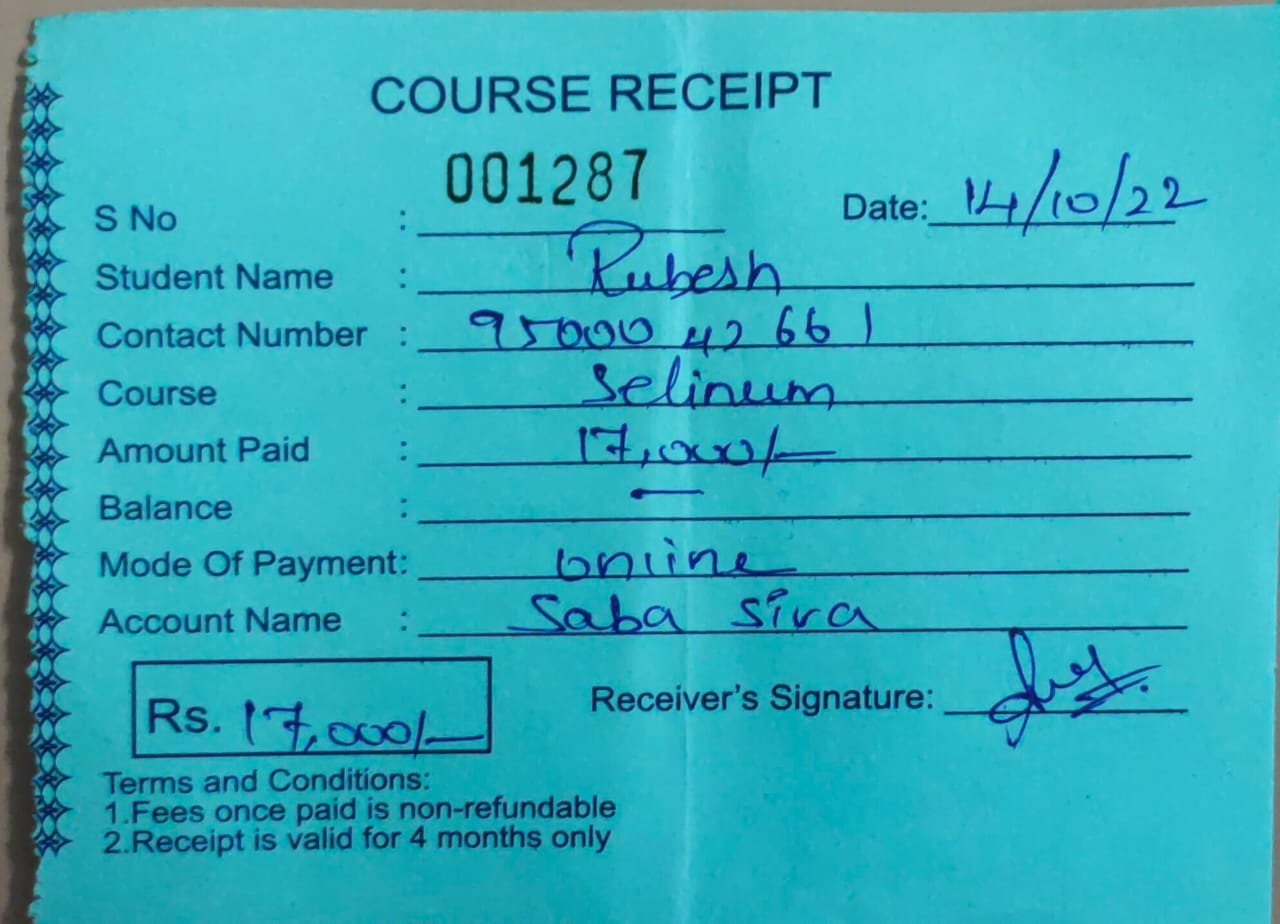 COURSE RECEIPT
S No : 001287 Date: 14/10/22
Student Name : Rubesh
Contact Number : 95000 42 661
Course : Selinum
Amount Paid : 17,000/-
Balance : -
Mode Of Payment: online
Account Name : Saba Siva
Rs. 17,000/- Receiver's Signature:
Terms and Conditions:
1.Fees once paid is non-refundable
2.Receipt is valid for 4 months only